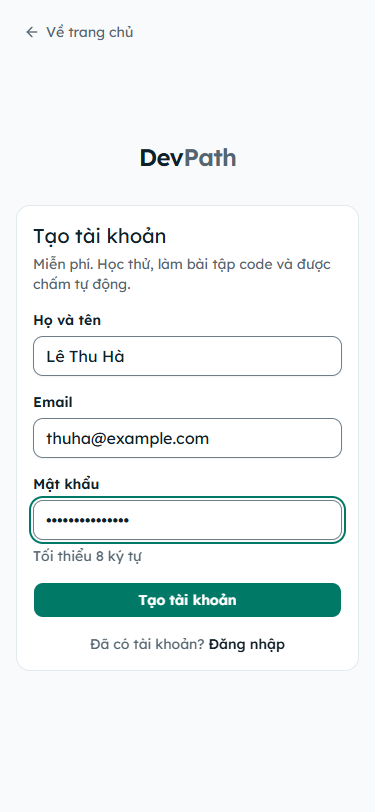 Về trang chủ
DevPath
Tạo tài khoản
Miễn phí. Học thử, làm bài tập code và được
chấm tự động.
Họ và tên
Lê Thu Hà
Email
thuha@example.com
Mật khẩu
•••••••••••••••
Tối thiểu 8 ký tự
Tạo tài khoản
Đã có tài khoản? Đăng nhập